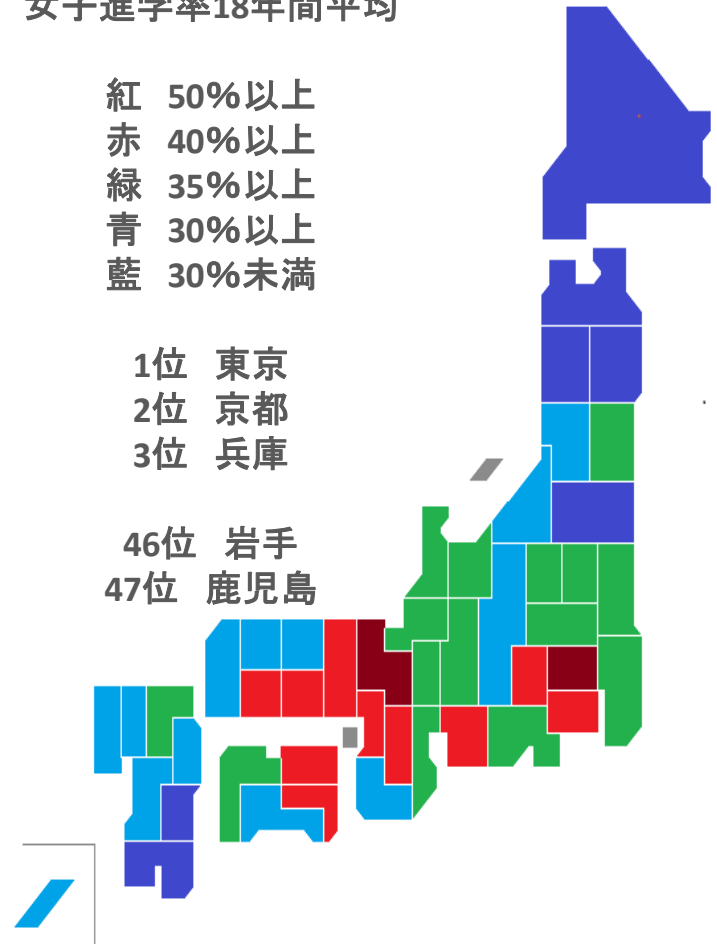 女子進学率18年間平均
紅 50%以上
赤 40%以上
緑 35%以上
青 30%以上
藍 30%未満
1位 東京
2位 京都
3位 兵庫
46位 岩手
47位 鹿児島